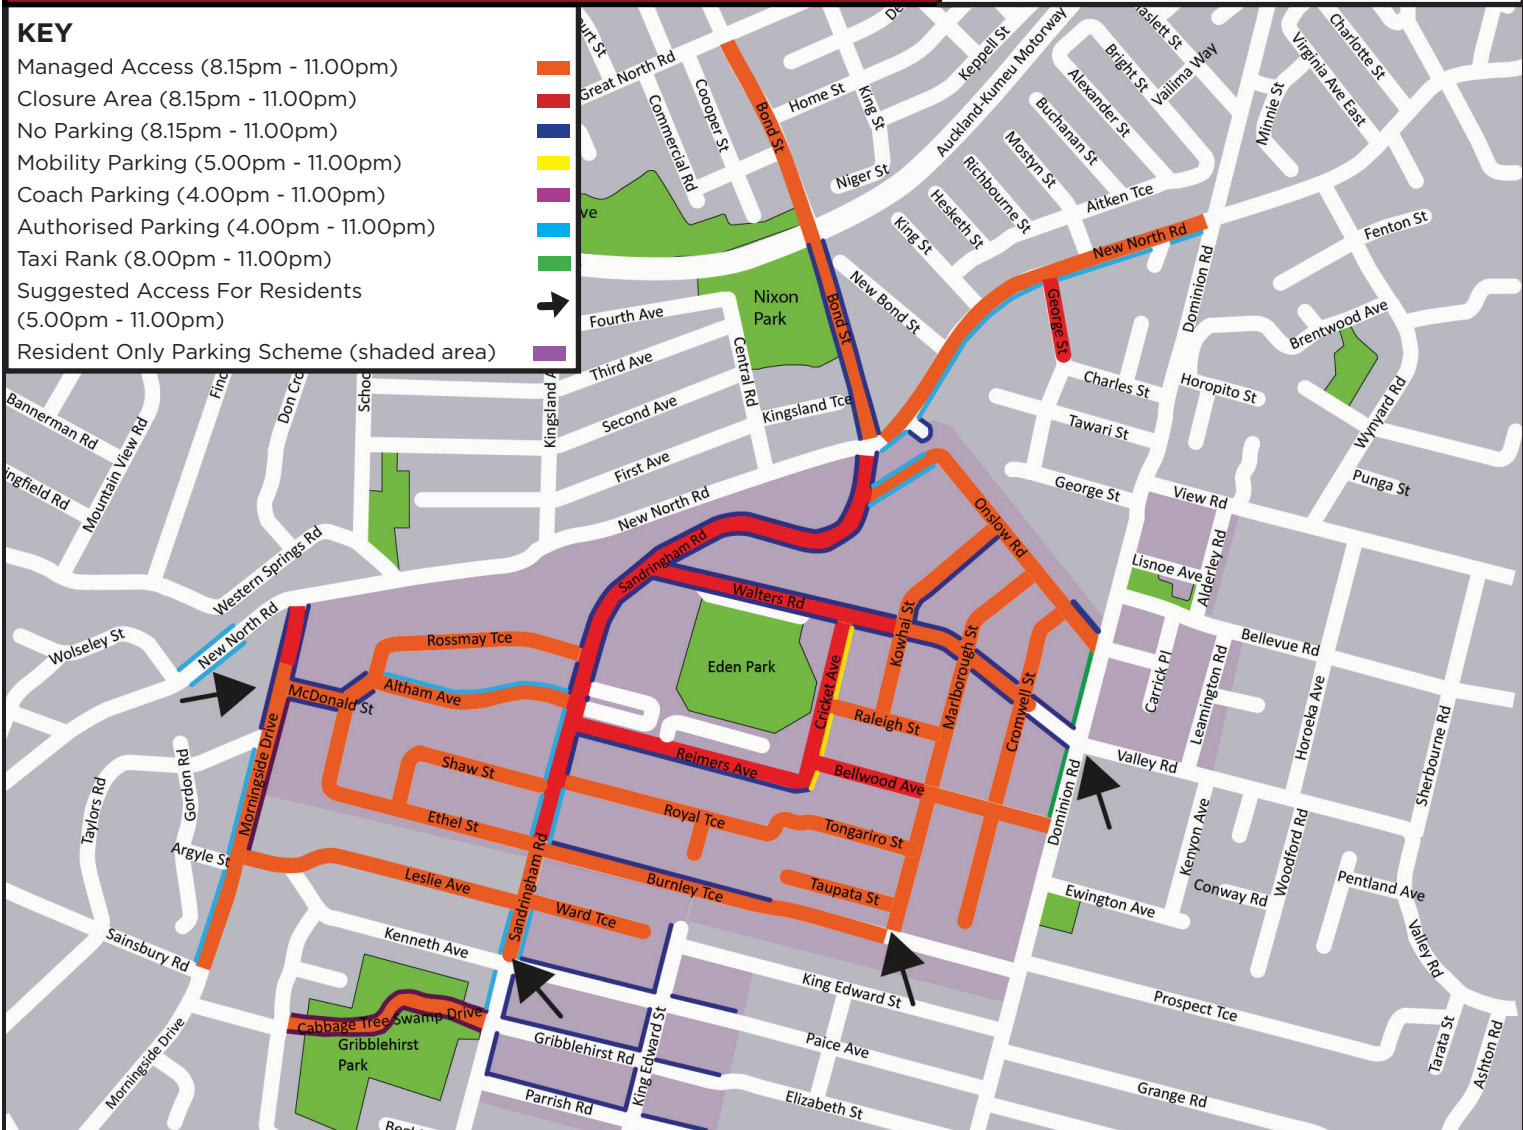 KEY
Managed Access (8.15pm - 11.00pm)
Closure Area (8.15pm - 11.00pm)
No Parking (8.15pm - 11.00pm)
Mobility Parking (5.00pm - 11.00pm)
Coach Parking (4.00pm - 11.00pm)
Authorised Parking (4.00pm - 11.00pm)
Taxi Rank (8.00pm - 11.00pm)
Suggested Access For Residents
(5.00pm - 11.00pm)
Resident Only Parking Scheme (shaded area)
urt St
Great North Rd
Commercial Rd
Coooper St
Bond St
Home St
King St
Niger St
De
Keppell St
Auckland-Kumeu Motorway
aslett St
Bright St
Vailima Way
Alexander St
Buchanan St
Mostyn St
Richbourne St
Hesketh St
King St
Aitken Tce
Minnie St
Virginia Ave East
Charlotte St
Fenton St
New North Rd
Dominion Rd
Brentwood Ave
Wynyard Rd
Punga St
ve
Nixon
Park
Bond St
New Bond St
George St
Charles St
Horopito St
Tawari St
George St
View Rd
Fourth Ave
Third Ave
Second Ave
First Ave
Central Rd
Kingsland Tce
Kingsland A
New North Rd
Schoo
Don Cro
Finc
Bannerman Rd
Mountain View Rd
ingfield Rd
Western Springs Rd
New North Rd
Wolseley St
Sandringham Rd
Walters Rd
Onslow Rd
Kowhai St
Marlborough St
Cromwell St
Lisnoe Ave
Alderley Rd
Bellevue Rd
Carrick Pl
Leamington Rd
Horoeka Ave
Sherbourne Rd
Rossmay Tce
Altham Ave
McDonald St
Eden Park
Cricket Ave
Raleigh St
Reimers Ave
Bellwood Ave
Shaw St
Ethel St
Royal Tce
Tongariro St
Taupata St
Burnley Tce
Leslie Ave
Ward Tce
Sandringham Rd
Morningside Drive
Gordon Rd
Taylors Rd
Argyle St
Sainsbury Rd
Kenneth Ave
Dominion Rd
Valley Rd
Kenyon Ave
Conway Rd
Woodford Rd
Pentland Ave
Ewington Ave
Valley Rd
Cabbage Tree Swamp Drive
Gribblehirst
Park
Gribblehirst Rd
King Edward St
Parrish Rd
King Edward St
Paice Ave
Elizabeth St
Prospect Tce
Grange Rd
Tarata St
Ashton Rd
Morningside Drive